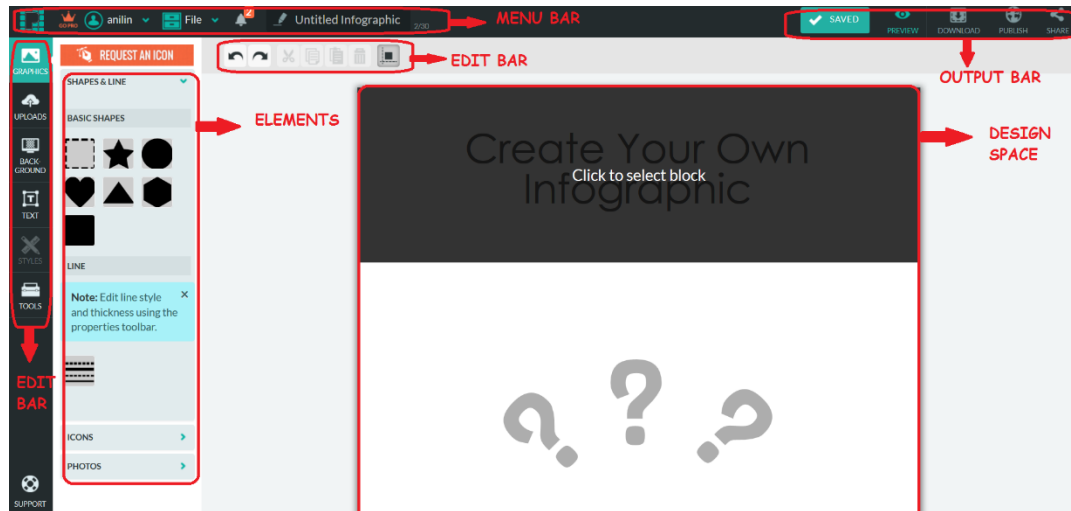 GO PRO
anilin
File
2
Untitled Infographic
2/30
MENU BAR
SAVED
PREVIEW
DOWNLOAD
PUBLISH
SHARE
GRAPHICS
REQUEST AN ICON
EDIT BAR
OUTPUT BAR
SHAPES & LINE
UPLOADS
BASIC SHAPES
ELEMENTS
DESIGN
SPACE
BACK-
GROUND
Create Your Own
Click to select block
Infographic
T
TEXT
STYLES
LINE
TOOLS
Note: Edit line style
and thickness using the
properties toolbar.
EDIT
BAR
? ? ?
ICONS
PHOTOS
SUPPORT